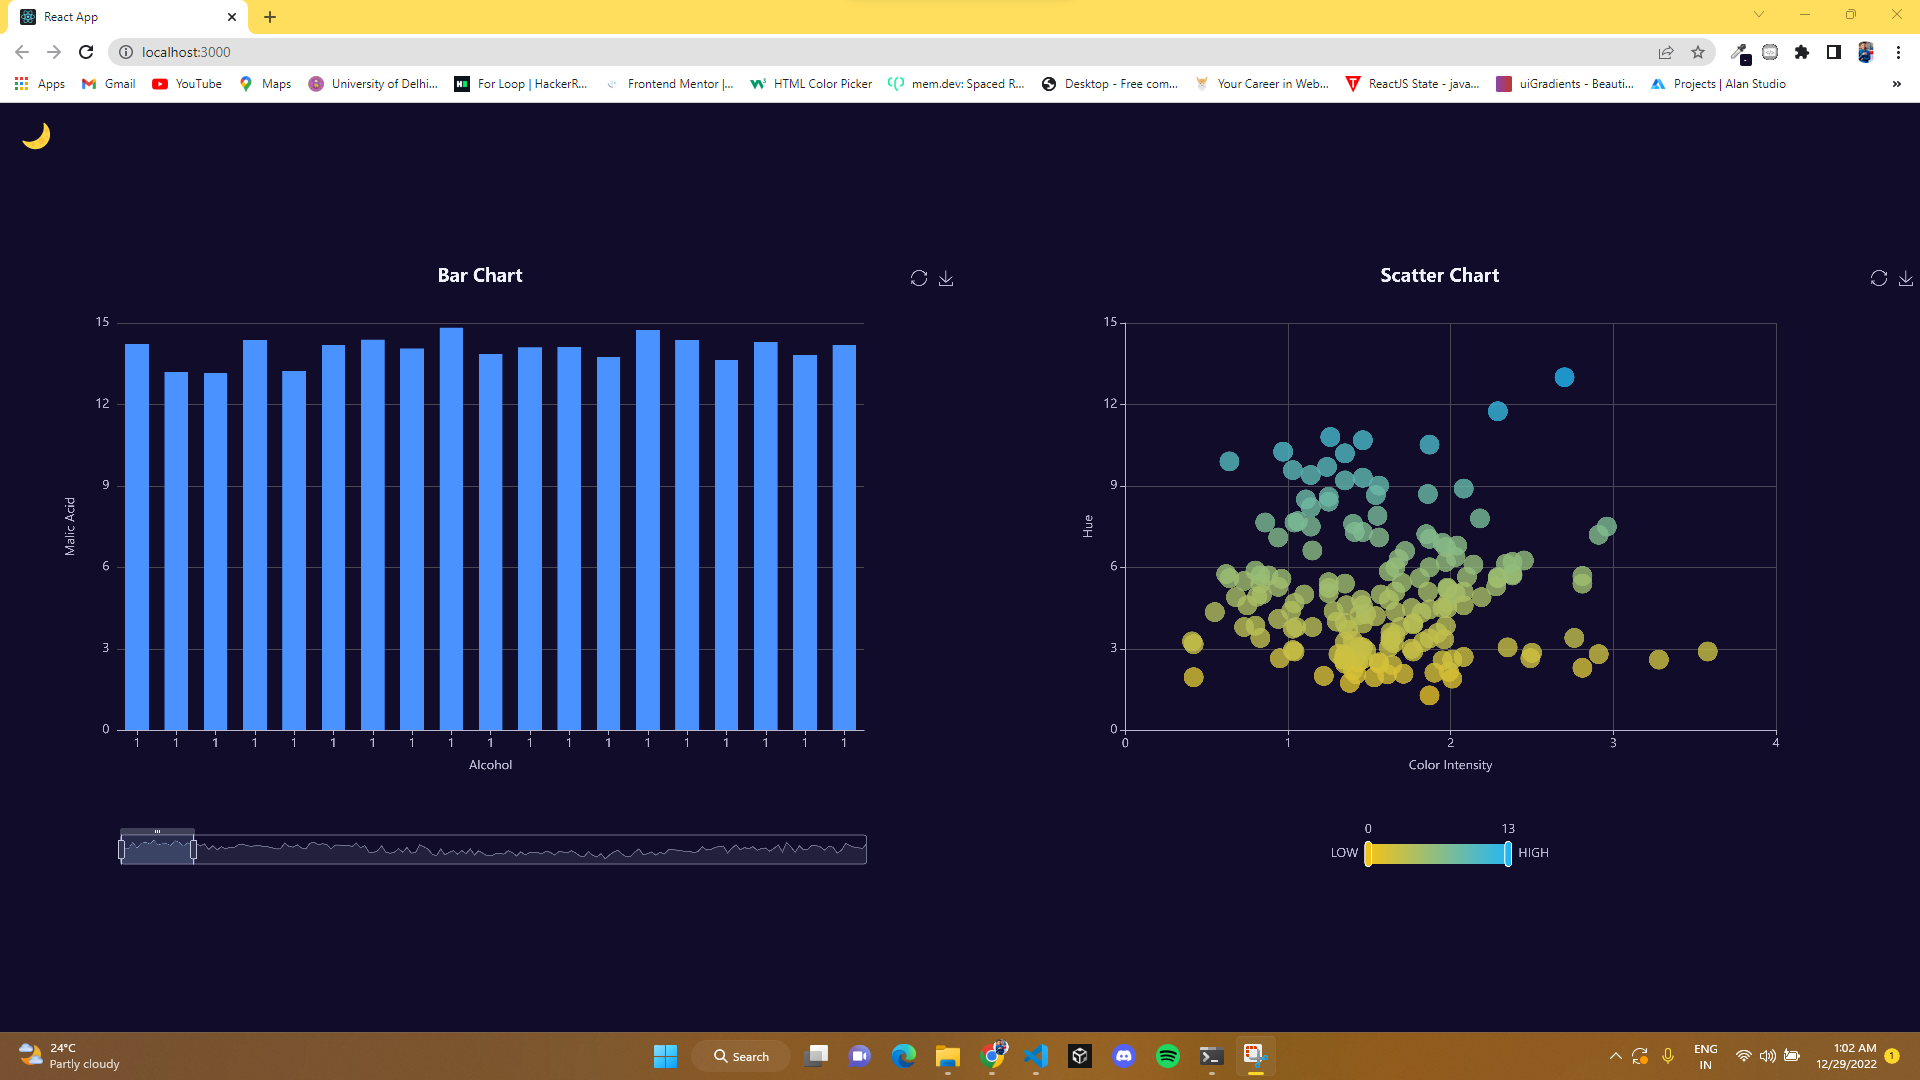 React App
localhost:3000
Apps Gmail YouTube Maps University of Delhi... For Loop | HackerR... Frontend Mentor |... HTML Color Picker mem.dev: Spaced R... Desktop - Free com... Your Career in Web... ReactJS State - java... uiGradients - Beauti... Projects | Alan Studio »
Bar Chart
15
12
9
6
3
0
Malic Acid
1 1 1 1 1 1 1 1 1 1 1 1 1 1 1 1 1 1 1
Alcohol
Scatter Chart
15
12
9
6
3
0
Hue
0 1 2 3 4
Color Intensity
0 13
LOW HIGH
24°C
Partly cloudy
Search
ENG
IN
1:02 AM
12/29/2022
1